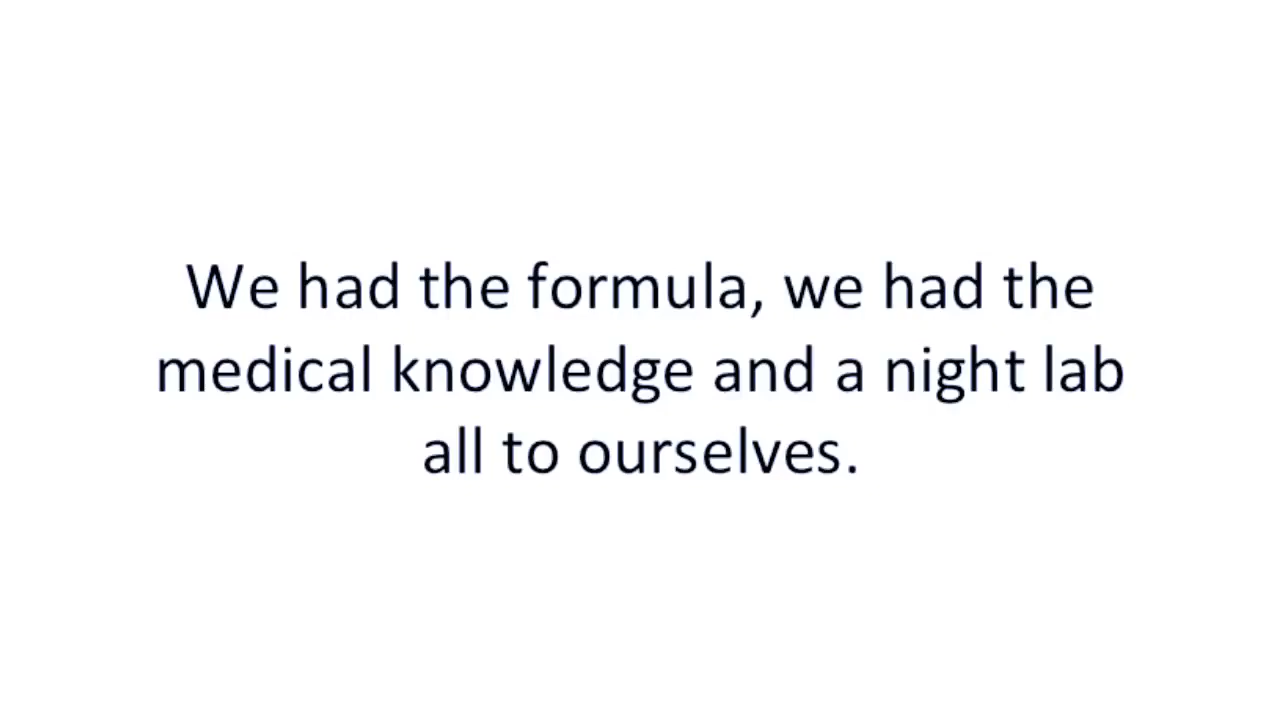 We had the formula, we had the
medical knowledge and a night lab
all to ourselves.